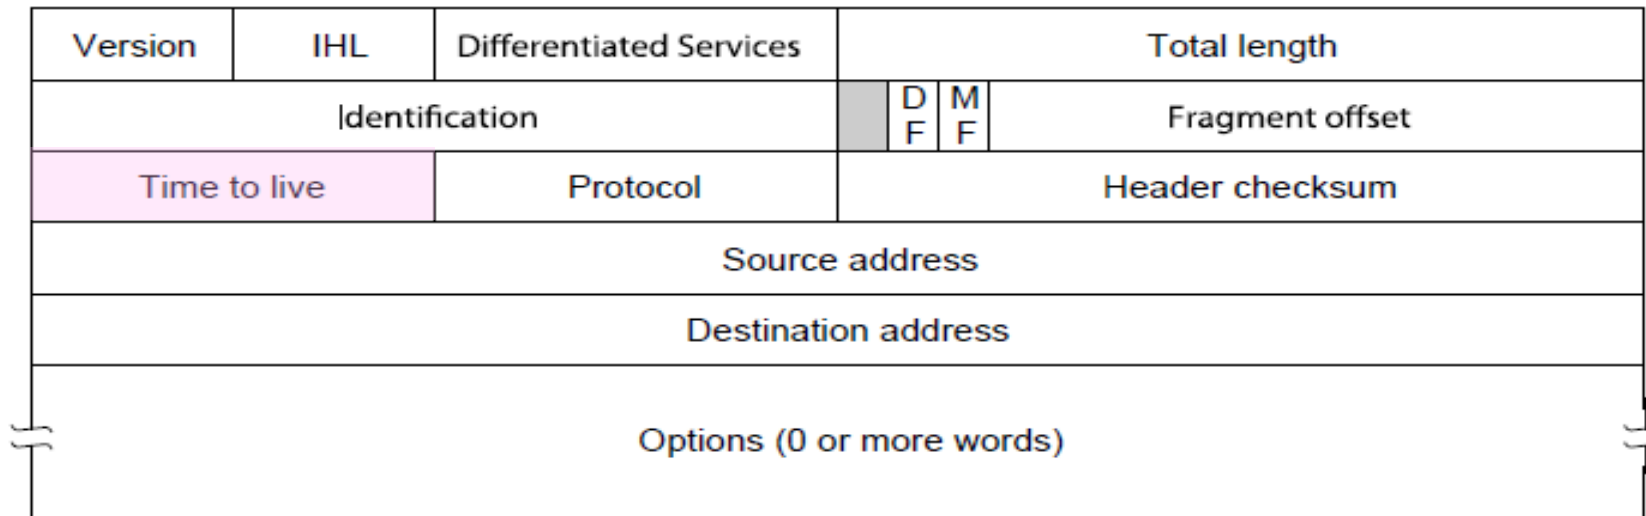 Version IHL Differentiated Services Total length
Identification D F M F Fragment offset
Time to live Protocol Header checksum
Source address
Destination address
Options (0 or more words)